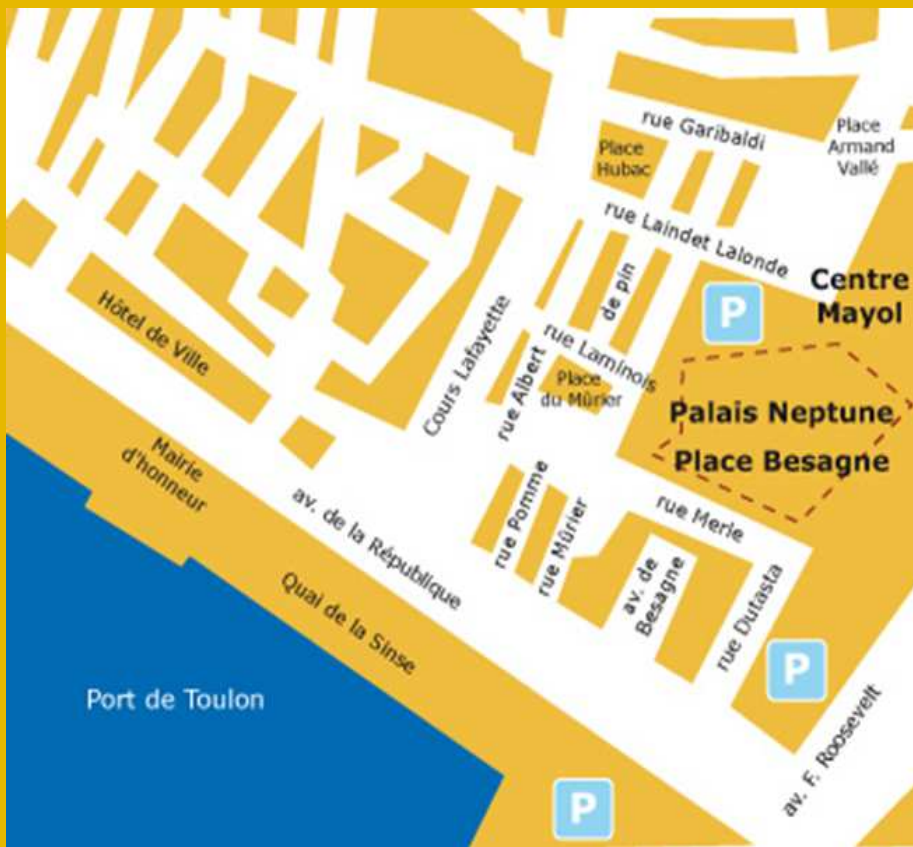 rue Garibaldi
Place
Armand
Vallé
Place
Hubac
rue Laindet Lalonde
Centre
Mayol
P
de pin
Hôtel de Ville
Cours Lafayette
rue Laminois
rue Albert
Place
du Mûrier
Palais Neptune
Place Besagne
Mairie
d'honneur
av. de la République
rue Pomme
rue Mûrier
rue Merle
av. de
Besagne
rue Dutasta
Quai de la Sinse
P
Port de Toulon
av. F. Roosevelt
P